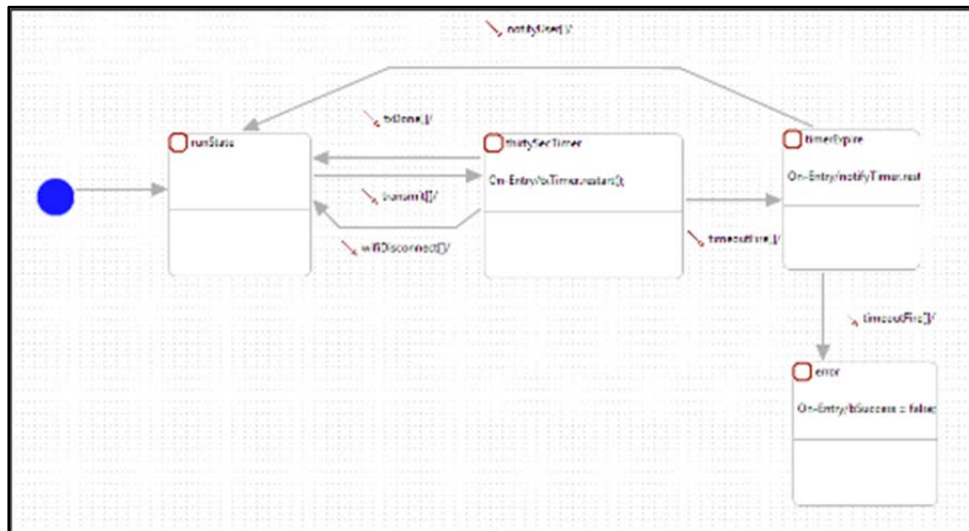 notifyUser[]/
txDone[]/
runState
thirtySecTimer
timerExpire
On-Entry/txTimer.restart();
On-Entry/notifyTimer.rest
transmit[]/
wifiDisconnect[]/
timeoutFire[]/
timeoutFire[]/
error
On-Entry/bSuccess = false;